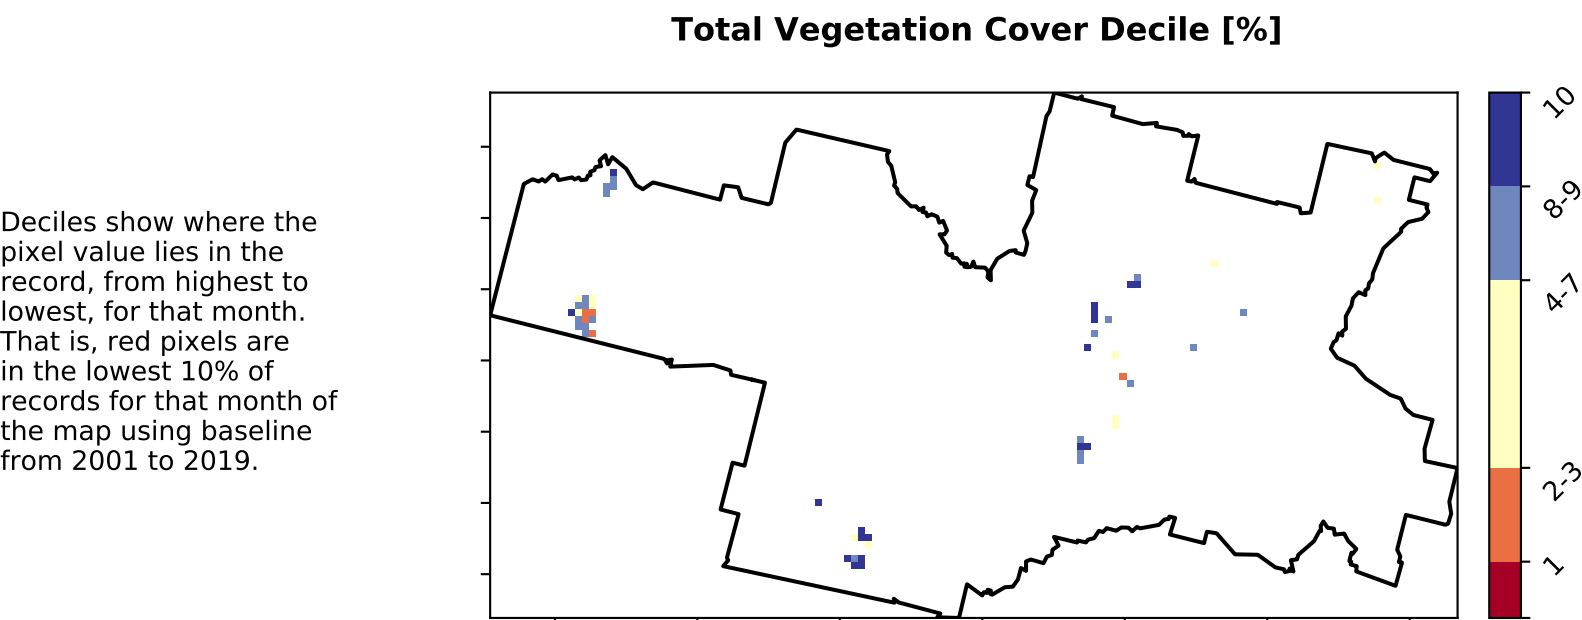 Total Vegetation Cover Decile [%]
Deciles show where the
pixel value lies in the
record, from highest to
lowest, for that month.
That is, red pixels are
in the lowest 10% of
records for that month of
the map using baseline
from 2001 to 2019.
10
8-9
4-7
2-3
1